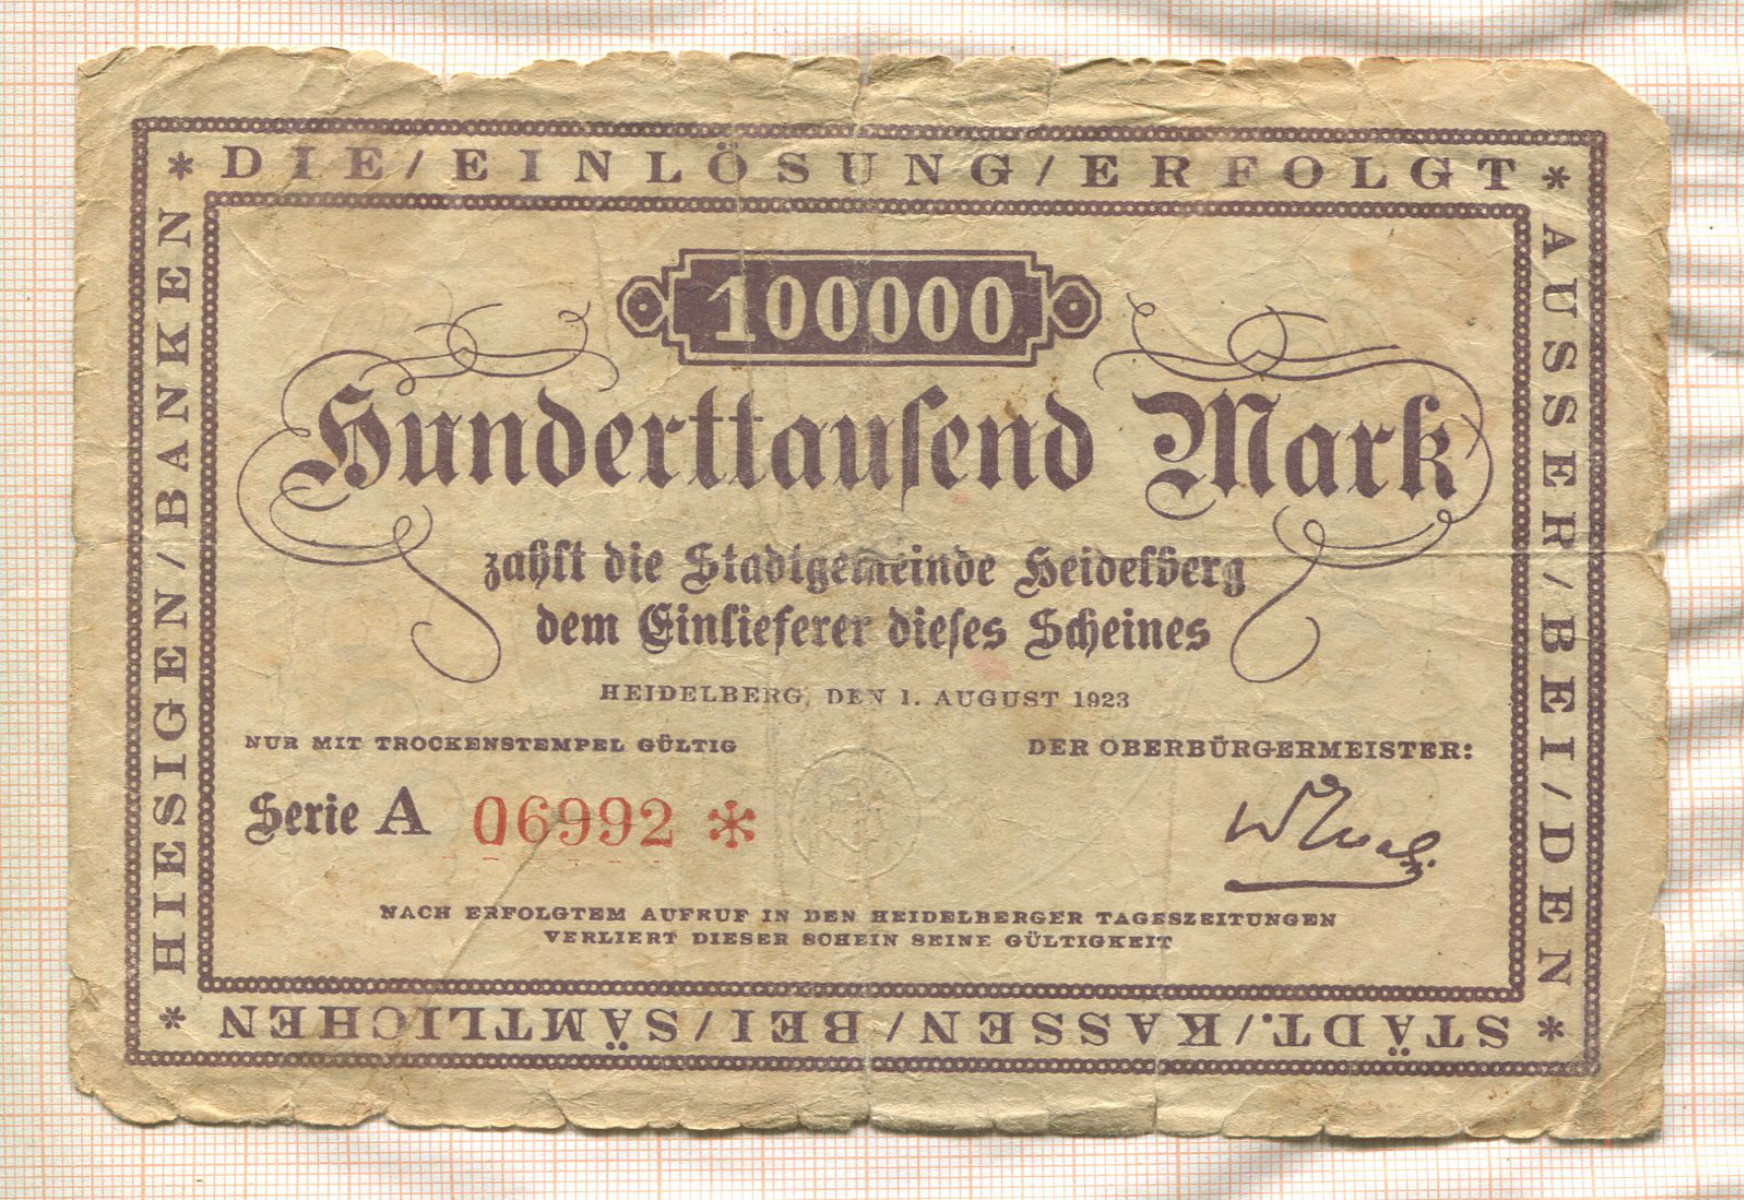 * DIE / EINLÖSUNG / ERFOLGT *
AUSSER / BEI / DEN
* STÄDT. / KASSEN / BEI / SÄMTLICHEN *
HIESIGEN / BANKEN
100000
Hunderttausend Mark
zahlt die Stadtgemeinde Heidelberg
dem Einlieferer dieses Scheines
HEIDELBERG, DEN 1. AUGUST 1923
NUR MIT TROCKENSTEMPEL GÜLTIG
DER OBERBÜRGERMEISTER:
Serie A 06992 *
NACH ERFOLGTEM AUFRUF IN DEN HEIDELBERGER TAGESZEITUNGEN
VERLIERT DIESER SCHEIN SEINE GÜLTIGKEIT